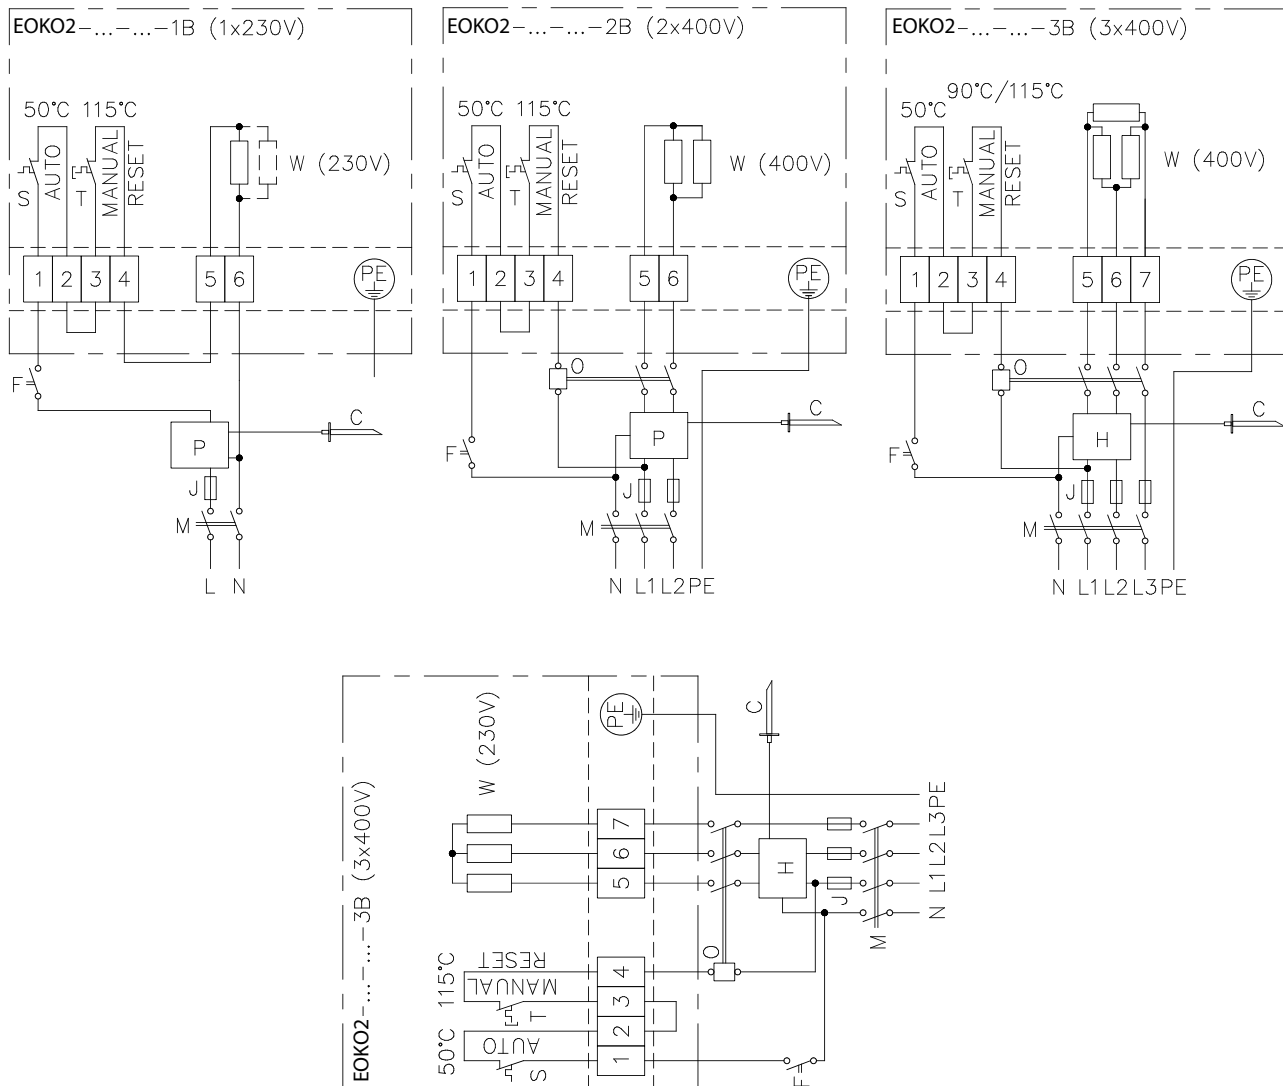 EOKO2-...-...-1B (1x230V)
50°C 115°C
S AUTO T MANUAL RESET
W (230V)
1 2 3 4 5 6 PE
F
P
C
J
M
L N
EOKO2-...-...-2B (2x400V)
50°C 115°C
S AUTO T MANUAL RESET
W (400V)
1 2 3 4 5 6 PE
O
P
C
F
J
M
N L1 L2 PE
EOKO2-...-...-3B (3x400V)
50°C 90°C/115°C
S AUTO T MANUAL RESET
W (400V)
1 2 3 4 5 6 7 PE
O
H
C
F
J
M
N L1 L2 L3 PE
EOKO2-...-...-3B (3x400V)
50°C 115°C
S AUTO T MANUAL RESET
W (230V)
1 2 3 4 5 6 7 PE
O
H
C
F
J
M
N L1 L2 L3 PE